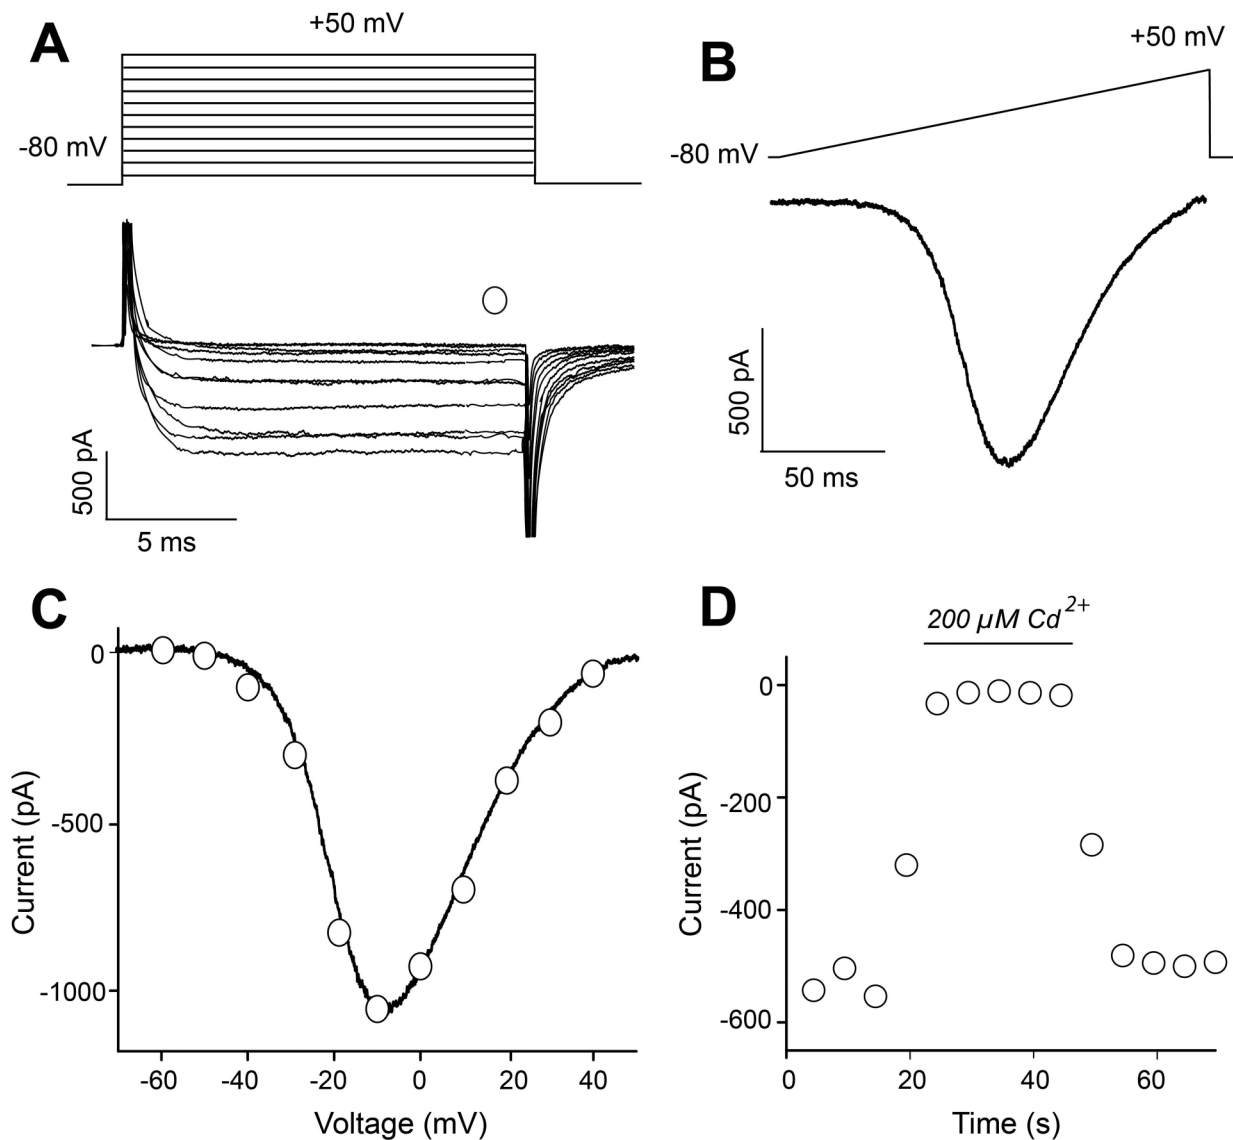 A
+50 mV
-80 mV
500 pA
5 ms
B
+50 mV
-80 mV
500 pA
50 ms
C
0
-500
-1000
Current (pA)
-60
-40
-20
0
20
40
Voltage (mV)
D
200 µM Cd²⁺
0
-200
-400
-600
Current (pA)
0
20
40
60
Time (s)